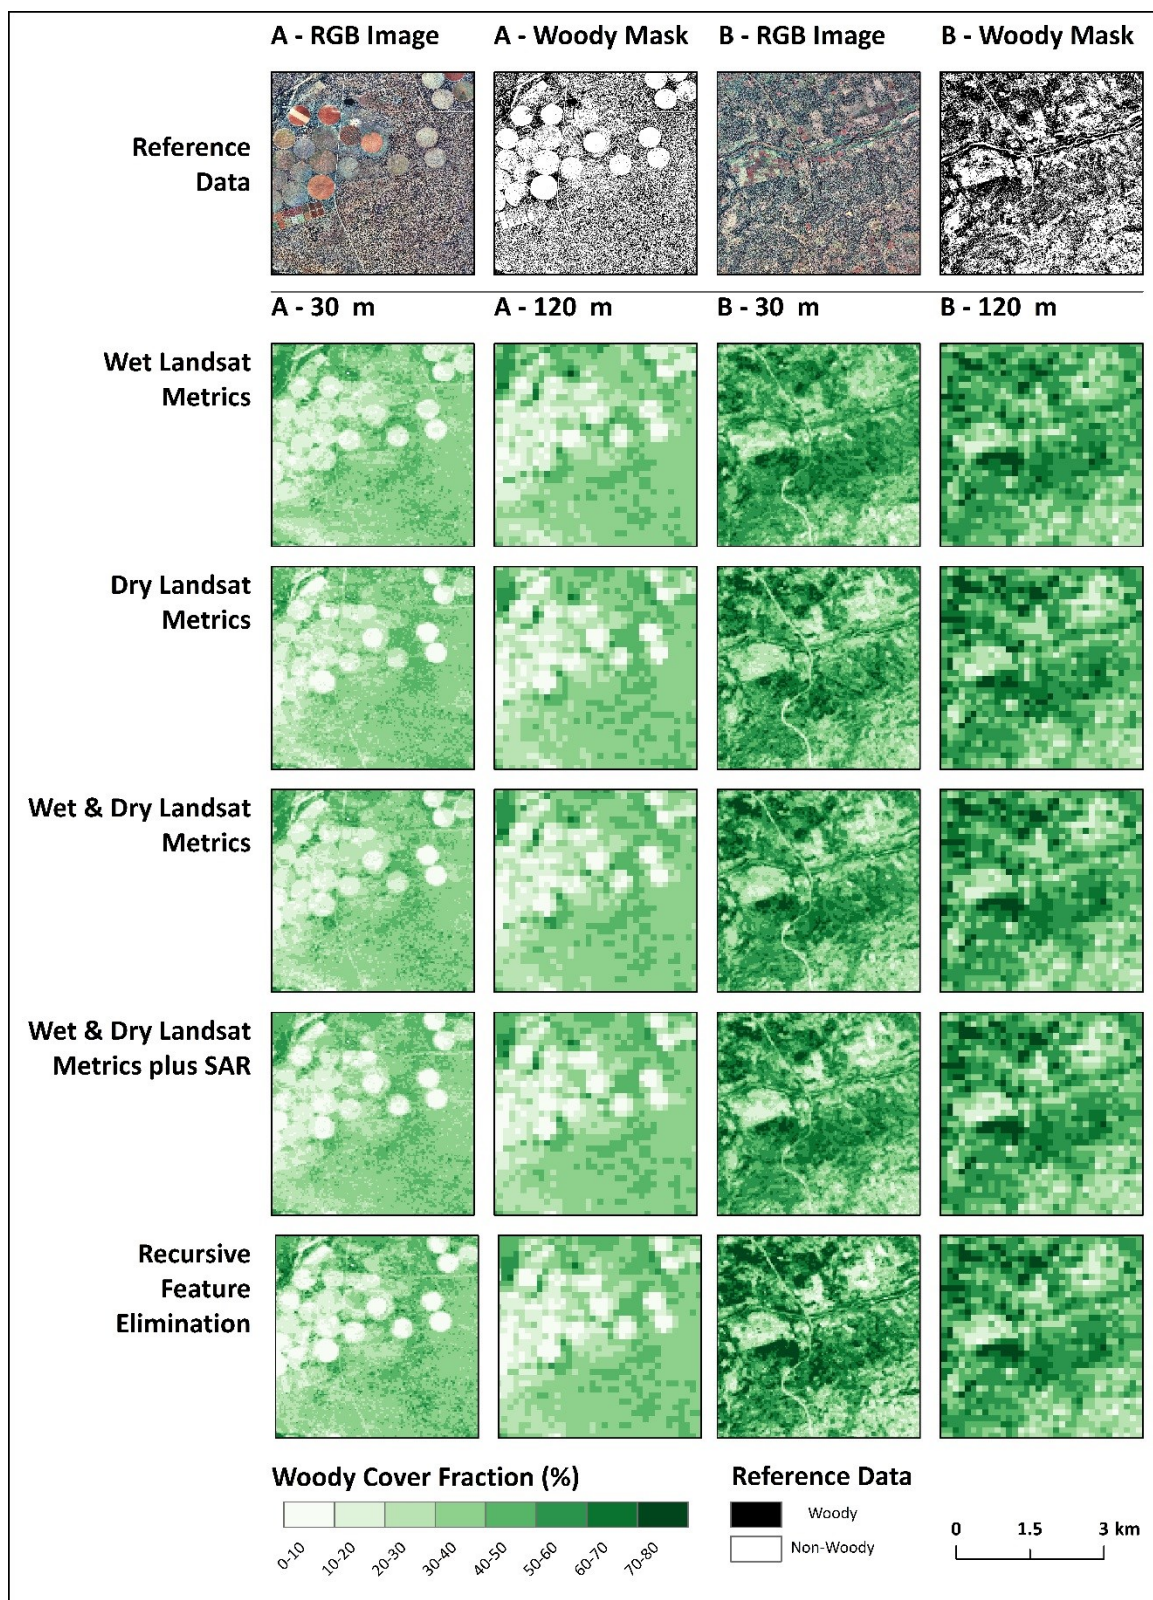 A - RGB Image
A - Woody Mask
B - RGB Image
B - Woody Mask
Reference
Data
A - 30 m
A - 120 m
B - 30 m
B - 120 m
Wet Landsat
Metrics
Dry Landsat
Metrics
Wet & Dry Landsat
Metrics
Wet & Dry Landsat
Metrics plus SAR
Recursive
Feature
Elimination
Woody Cover Fraction (%)
0-10
10-20
20-30
30-40
40-50
50-60
60-70
70-80
Reference Data
Woody
Non-Woody
0 1.5 3 km